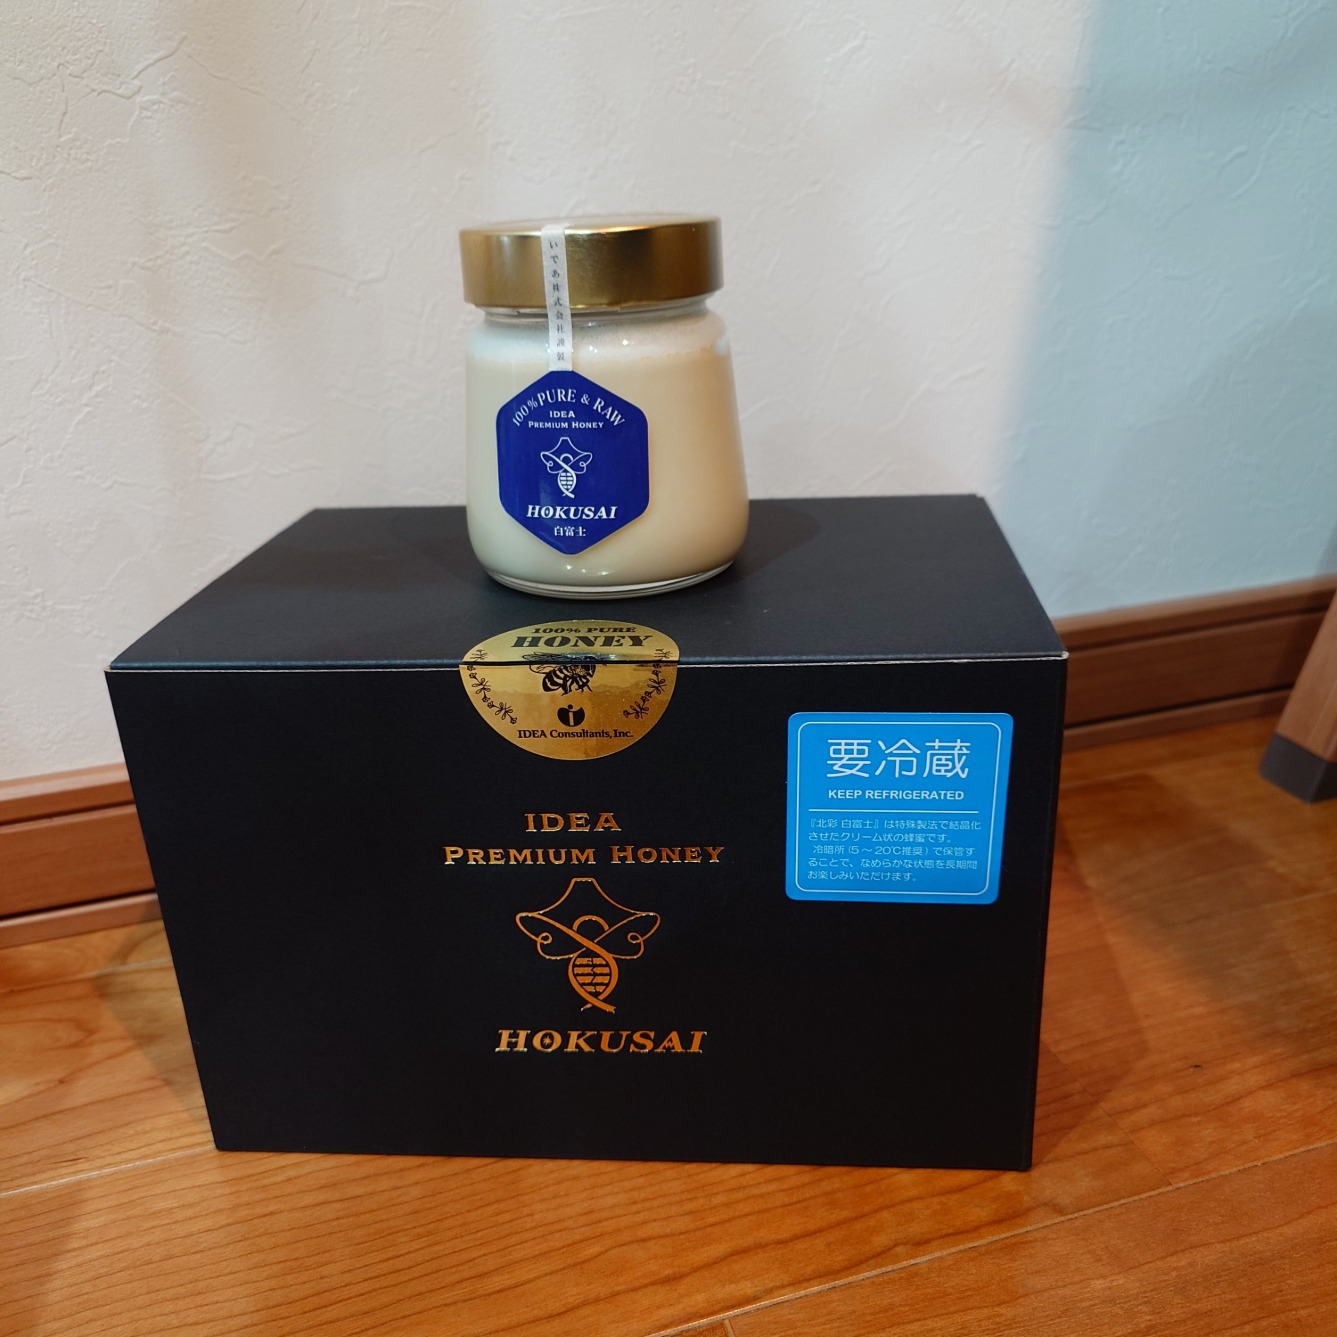 いであ株式会社謹製
100% PURE & RAW
IDEA
PREMIUM HONEY
HOKUSAI
白富士
100% PURE
HONEY
IDEA Consultants, Inc.
IDEA
PREMIUM HONEY
HOKUSAI
要冷蔵
KEEP REFRIGERATED
『北彩 白富士』は特殊製法で結晶化
させたクリーム状の蜂蜜です。
冷暗所(5～20℃推奨)で保管す
ることで、なめらかな状態を長期間
お楽しみいただけます。